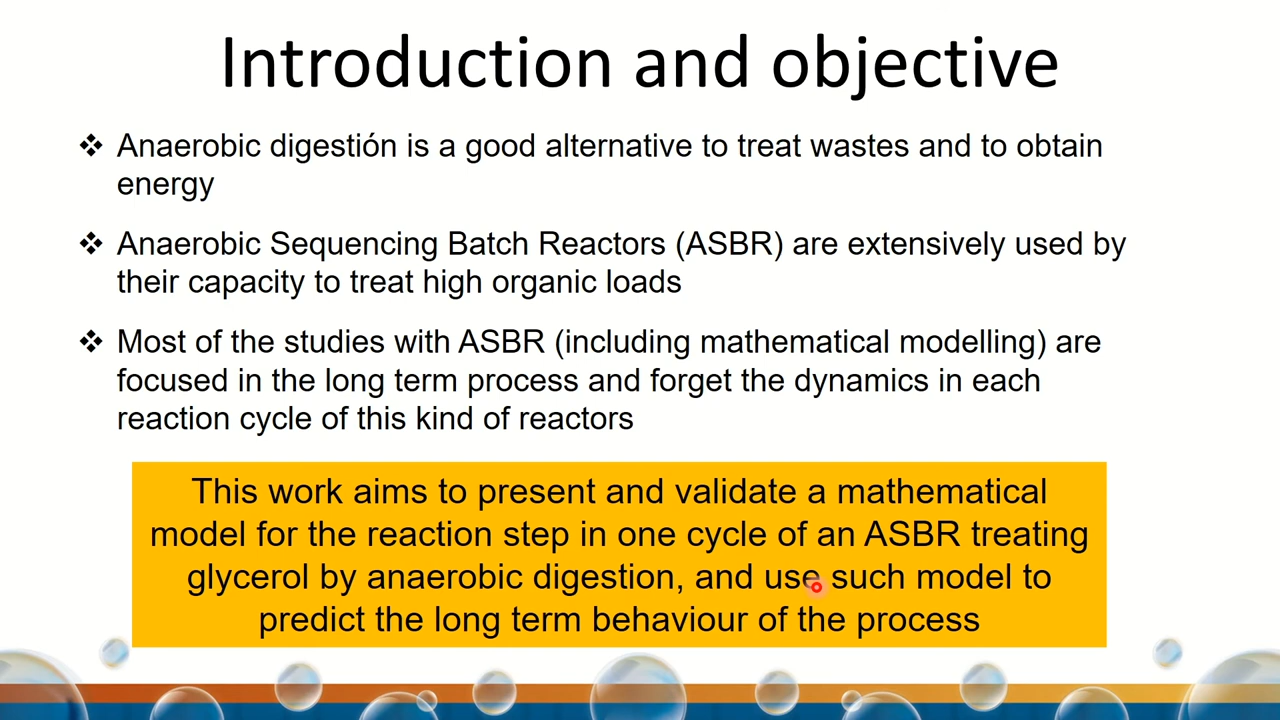 Introduction and objective
❖ Anaerobic digestión is a good alternative to treat wastes and to obtain
energy
❖ Anaerobic Sequencing Batch Reactors (ASBR) are extensively used by
their capacity to treat high organic loads
❖ Most of the studies with ASBR (including mathematical modelling) are
focused in the long term process and forget the dynamics in each
reaction cycle of this kind of reactors
This work aims to present and validate a mathematical
model for the reaction step in one cycle of an ASBR treating
glycerol by anaerobic digestion, and use such model to
predict the long term behaviour of the process